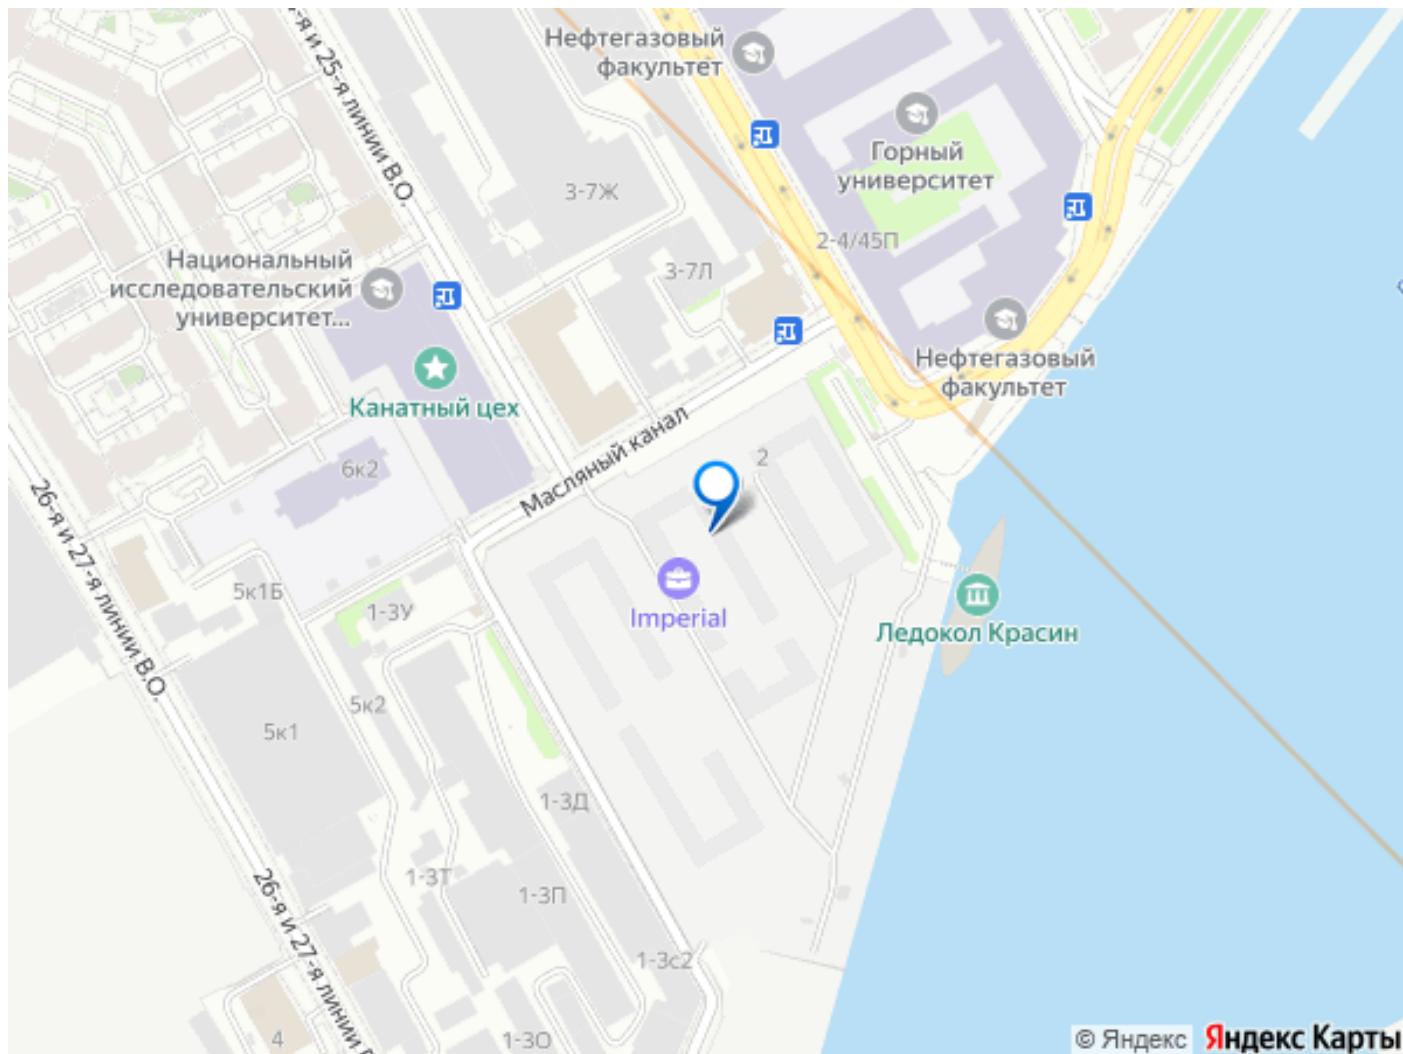 Нефтегазовый
факультет
-я и 25-я линии В.О.
Горный
университет
3-7Ж
2-4/45П
Национальный
исследовательский
университет...
3-7Л
Нефтегазовый
факультет
Канатный цех
Масляный канал
2
6к2
26-я и 27-я линии В.О.
5к1Б
1-3У
Imperial
Ледокол Красин
5к2
5к1
1-3Д
1-3Т
1-3П
26-я и 27-я линии
1-3с2
4
1-3О
© Яндекс Яндекс Карты